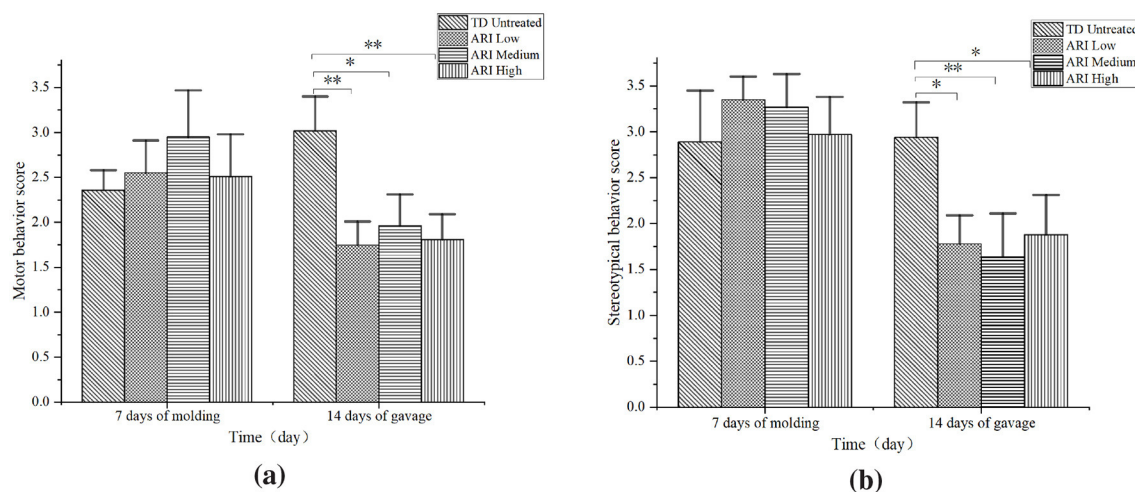 (a)
TD Untreated
ARI Low
ARI Medium
ARI High
**
*
**
3.5
3.0
2.5
2.0
1.5
1.0
0.5
0.0
Motor behavior score
7 days of molding
14 days of gavage
Time（day）
(a)
(b)
TD Untreated
ARI Low
ARI Medium
ARI High
*
**
*
3.5
3.0
2.5
2.0
1.5
1.0
0.5
0.0
Stereotypical behavior score
7 days of molding
14 days of gavage
Time（day）
(b)